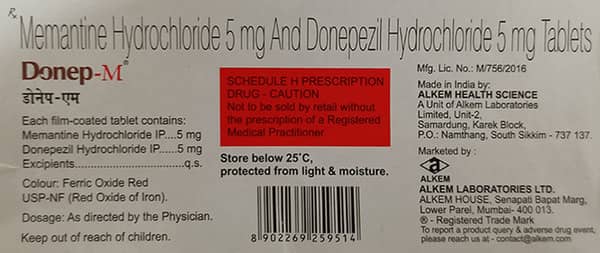 Rx
Memantine Hydrochloride 5 mg And Donepezil Hydrochloride 5 mg Tablets
Donep-M®
डोनेप-एम
Each film-coated tablet contains:
Memantine Hydrochloride IP....5 mg
Donepezil Hydrochloride IP.....5 mg
Excipients.............................q.s.
Colour: Ferric Oxide Red
USP-NF (Red Oxide of Iron).
Dosage: As directed by the Physician.
Keep out of reach of children.
SCHEDULE H PRESCRIPTION
DRUG - CAUTION
Not to be sold by retail without
the prescription of a Registered
Medical Practitioner.
Store below 25°C,
protected from light & moisture.
8 902269 259514
Mfg. Lic. No.: M/756/2016
Made in India by:
ALKEM HEALTH SCIENCE
A Unit of Alkem Laboratories
Limited, Unit-2,
Samardung, Karek Block,
P.O.: Namthang, South Sikkim - 737 137.
Marketed by :
ALKEM
ALKEM LABORATORIES LTD.
ALKEM HOUSE, Senapati Bapat Marg,
Lower Parel, Mumbai- 400 013.
® - Registered Trade Mark
To report a product query & adverse drug event,
please reach us at - contact@alkem.com